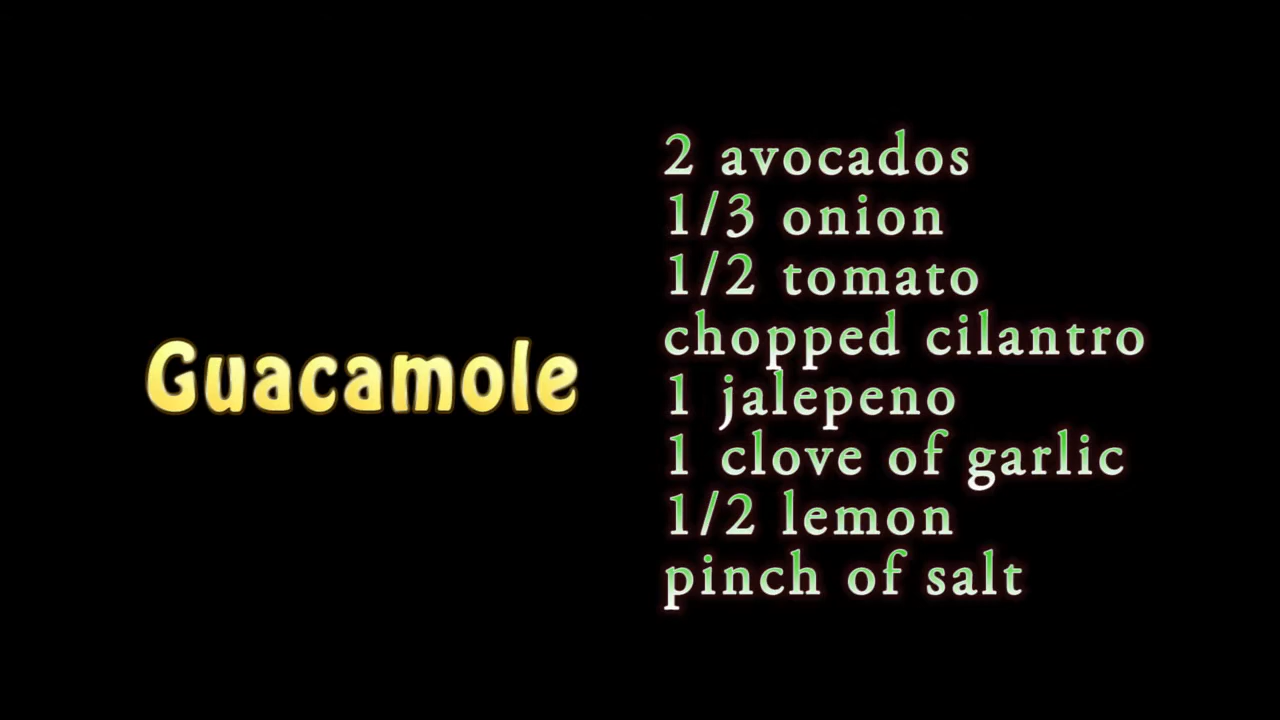 Guacamole
2 avocados
1/3 onion
1/2 tomato
chopped cilantro
1 jalepeno
1 clove of garlic
1/2 lemon
pinch of salt